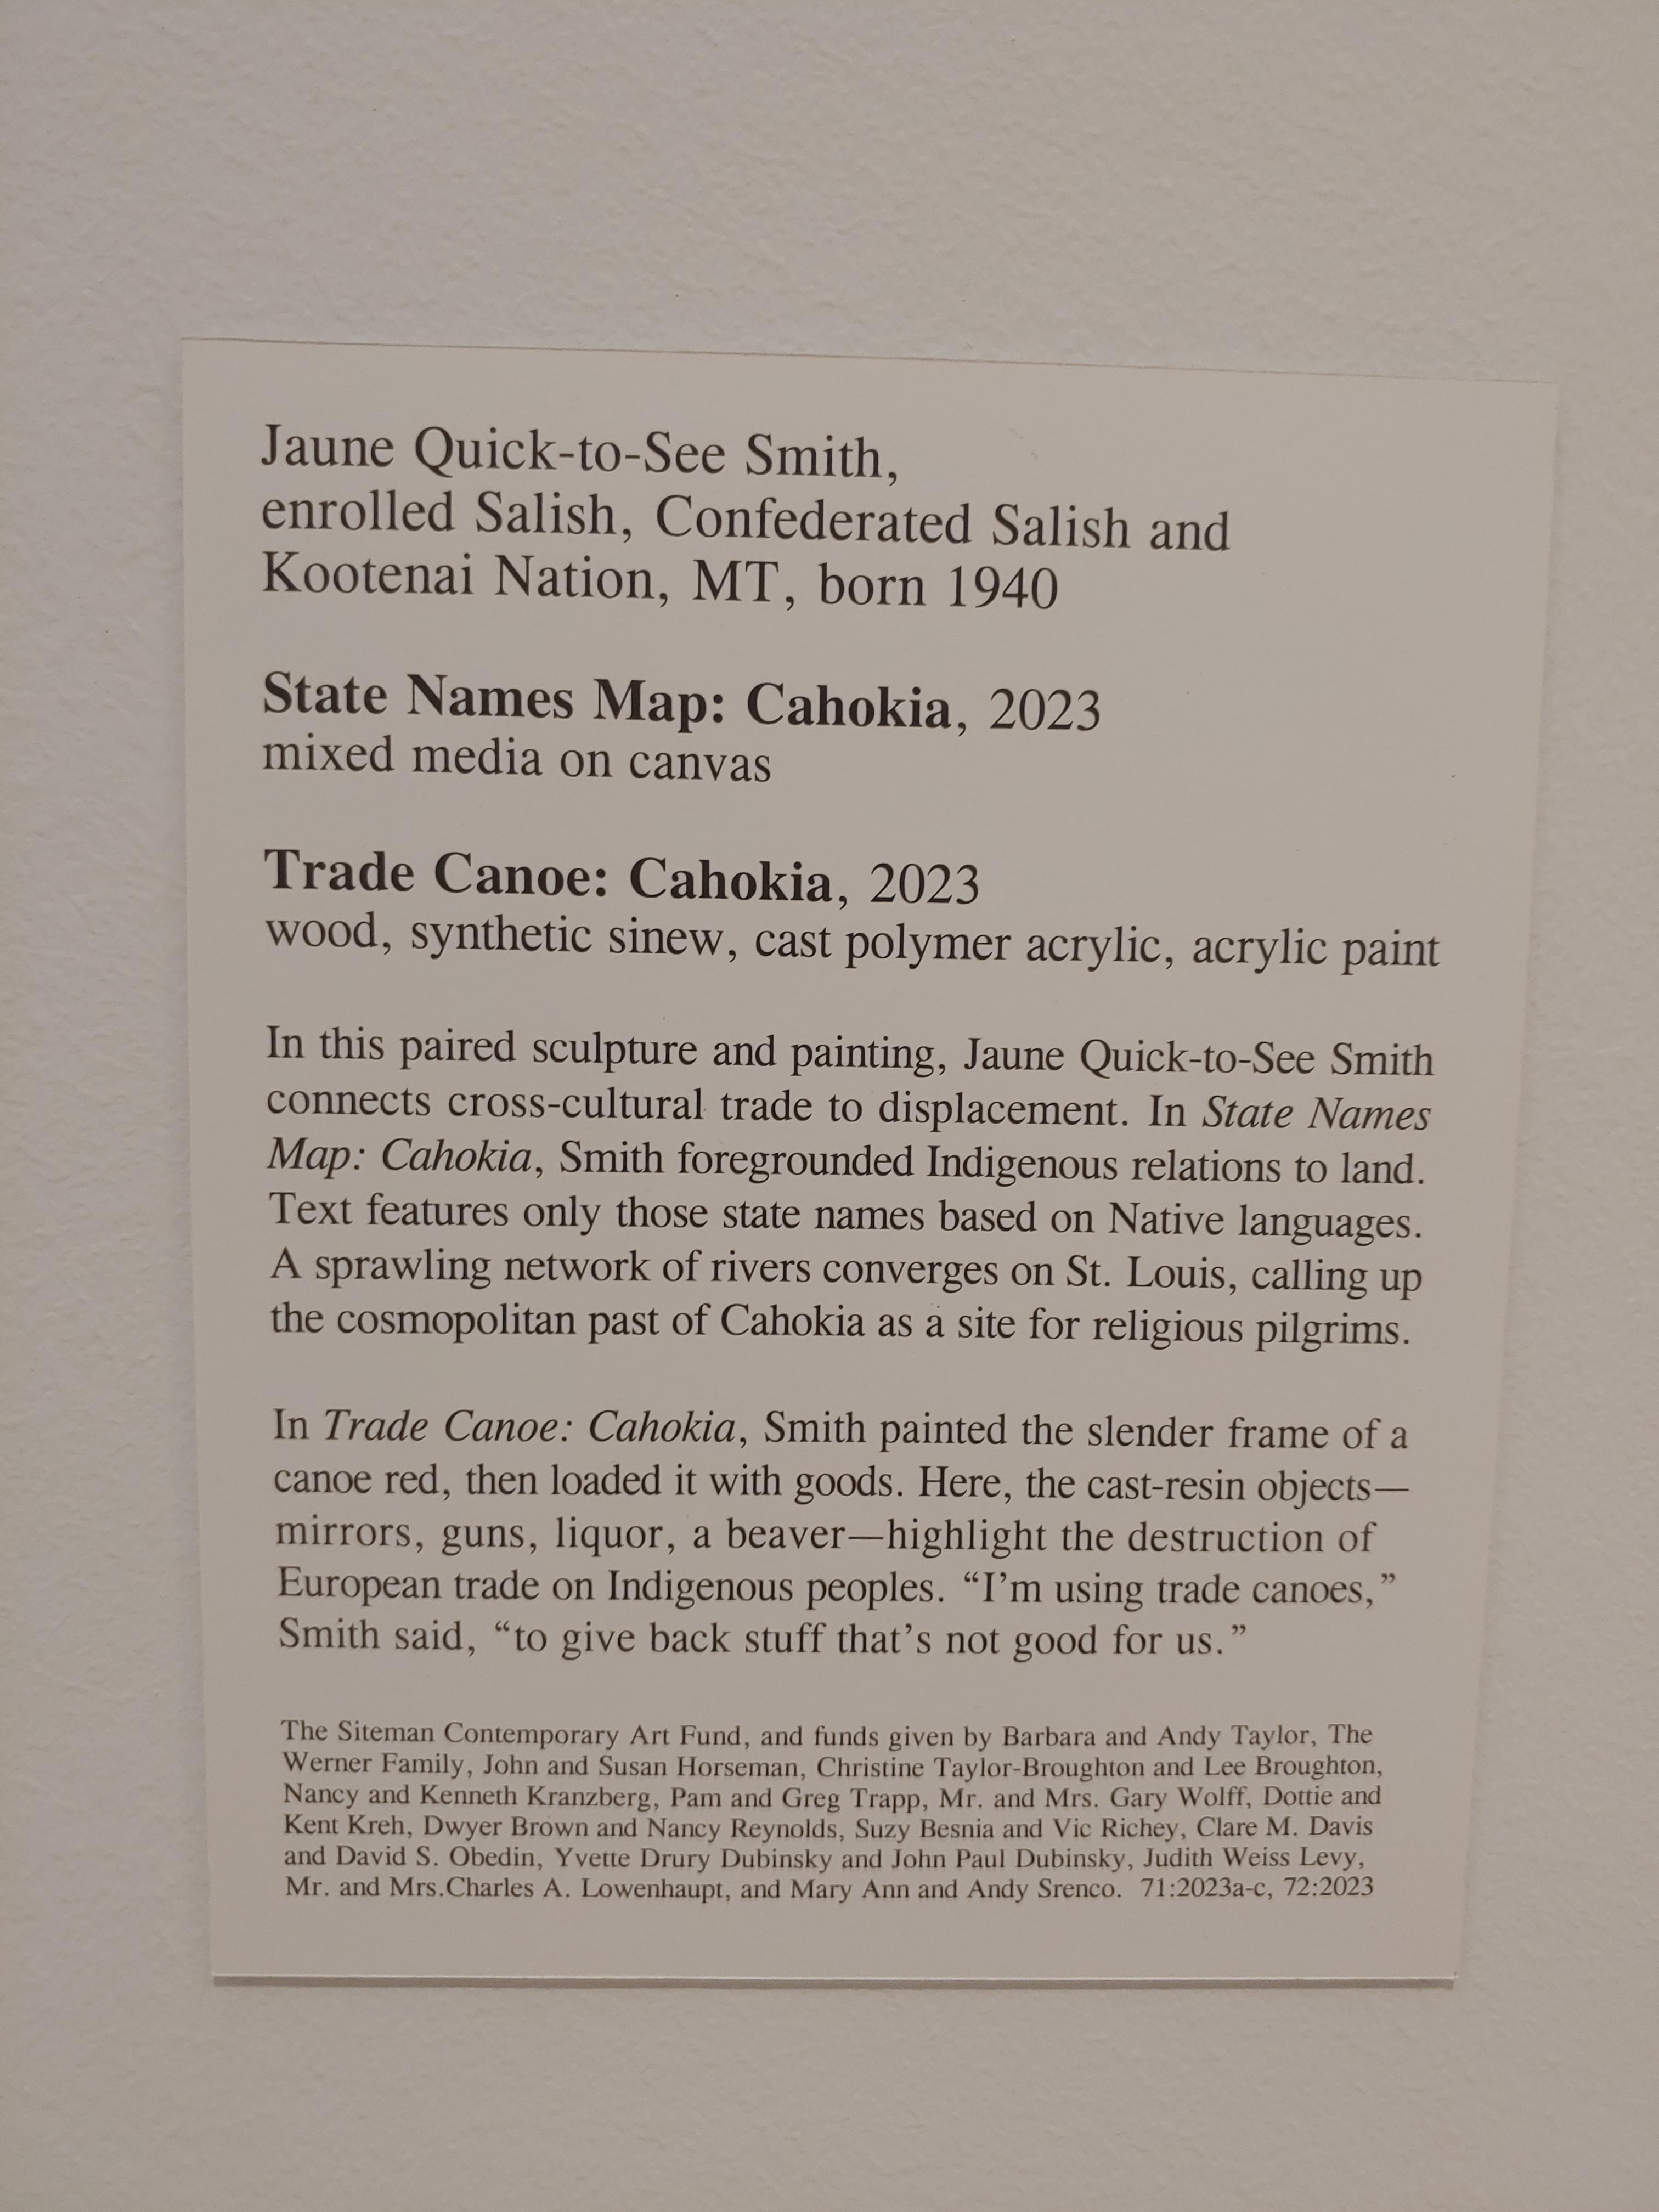 Jaune Quick-to-See Smith,
enrolled Salish, Confederated Salish and
Kootenai Nation, MT, born 1940
State Names Map: Cahokia, 2023
mixed media on canvas
Trade Canoe: Cahokia, 2023
wood, synthetic sinew, cast polymer acrylic, acrylic paint
In this paired sculpture and painting, Jaune Quick-to-See Smith
connects cross-cultural trade to displacement. In State Names
Map: Cahokia, Smith foregrounded Indigenous relations to land.
Text features only those state names based on Native languages.
A sprawling network of rivers converges on St. Louis, calling up
the cosmopolitan past of Cahokia as a site for religious pilgrims.
In Trade Canoe: Cahokia, Smith painted the slender frame of a
canoe red, then loaded it with goods. Here, the cast-resin objects—
mirrors, guns, liquor, a beaver—highlight the destruction of
European trade on Indigenous peoples. “I’m using trade canoes,”
Smith said, “to give back stuff that’s not good for us.”
The Siteman Contemporary Art Fund, and funds given by Barbara and Andy Taylor, The
Werner Family, John and Susan Horseman, Christine Taylor-Broughton and Lee Broughton,
Nancy and Kenneth Kranzberg, Pam and Greg Trapp, Mr. and Mrs. Gary Wolff, Dottie and
Kent Kreh, Dwyer Brown and Nancy Reynolds, Suzy Besnia and Vic Richey, Clare M. Davis
and David S. Obedin, Yvette Drury Dubinsky and John Paul Dubinsky, Judith Weiss Levy,
Mr. and Mrs.Charles A. Lowenhaupt, and Mary Ann and Andy Srenco. 71:2023a-c, 72:2023